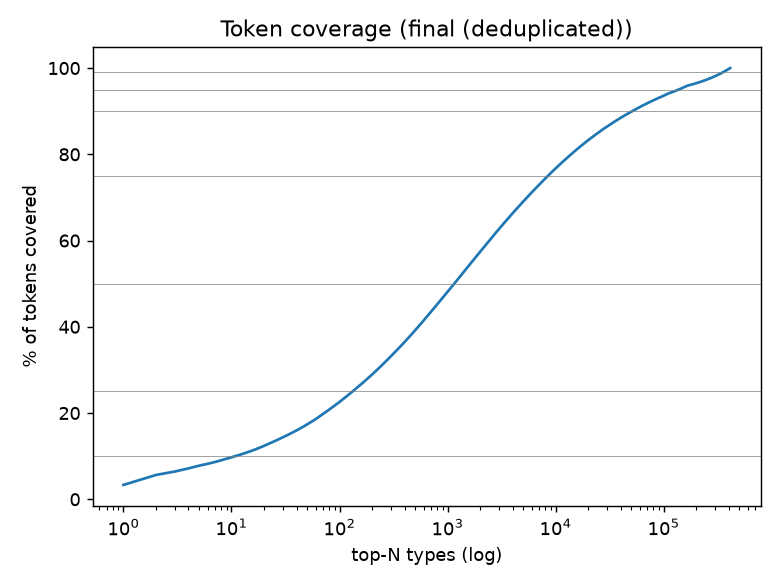 Token coverage (final (deduplicated))
% of tokens covered
100
80
60
40
20
0
10⁰ 10¹ 10² 10³ 10⁴ 10⁵
top-N types (log)